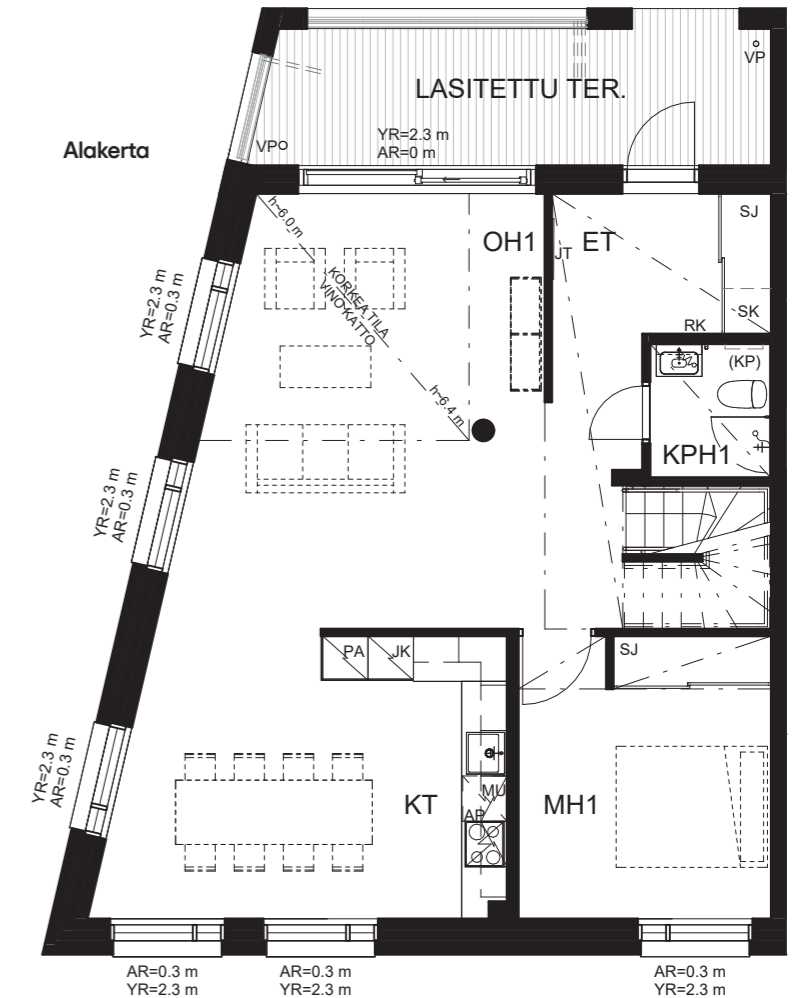 LASITETTU TER.
VP
Alakerta
VP
YR=2.3 m
AR=0 m
h~6.0 m
OH1
ET
SJ
JT
KORKEA TILA
VINO KATTO
YR=2.3 m
AR=0.3 m
SK
RK
(KP)
h~6.4 m
KPH1
YR=2.3 m
AR=0.3 m
PA
JK
SJ
YR=2.3 m
AR=0.3 m
MU
KT
AP
MH1
AR=0.3 m
YR=2.3 m
AR=0.3 m
YR=2.3 m
AR=0.3 m
YR=2.3 m